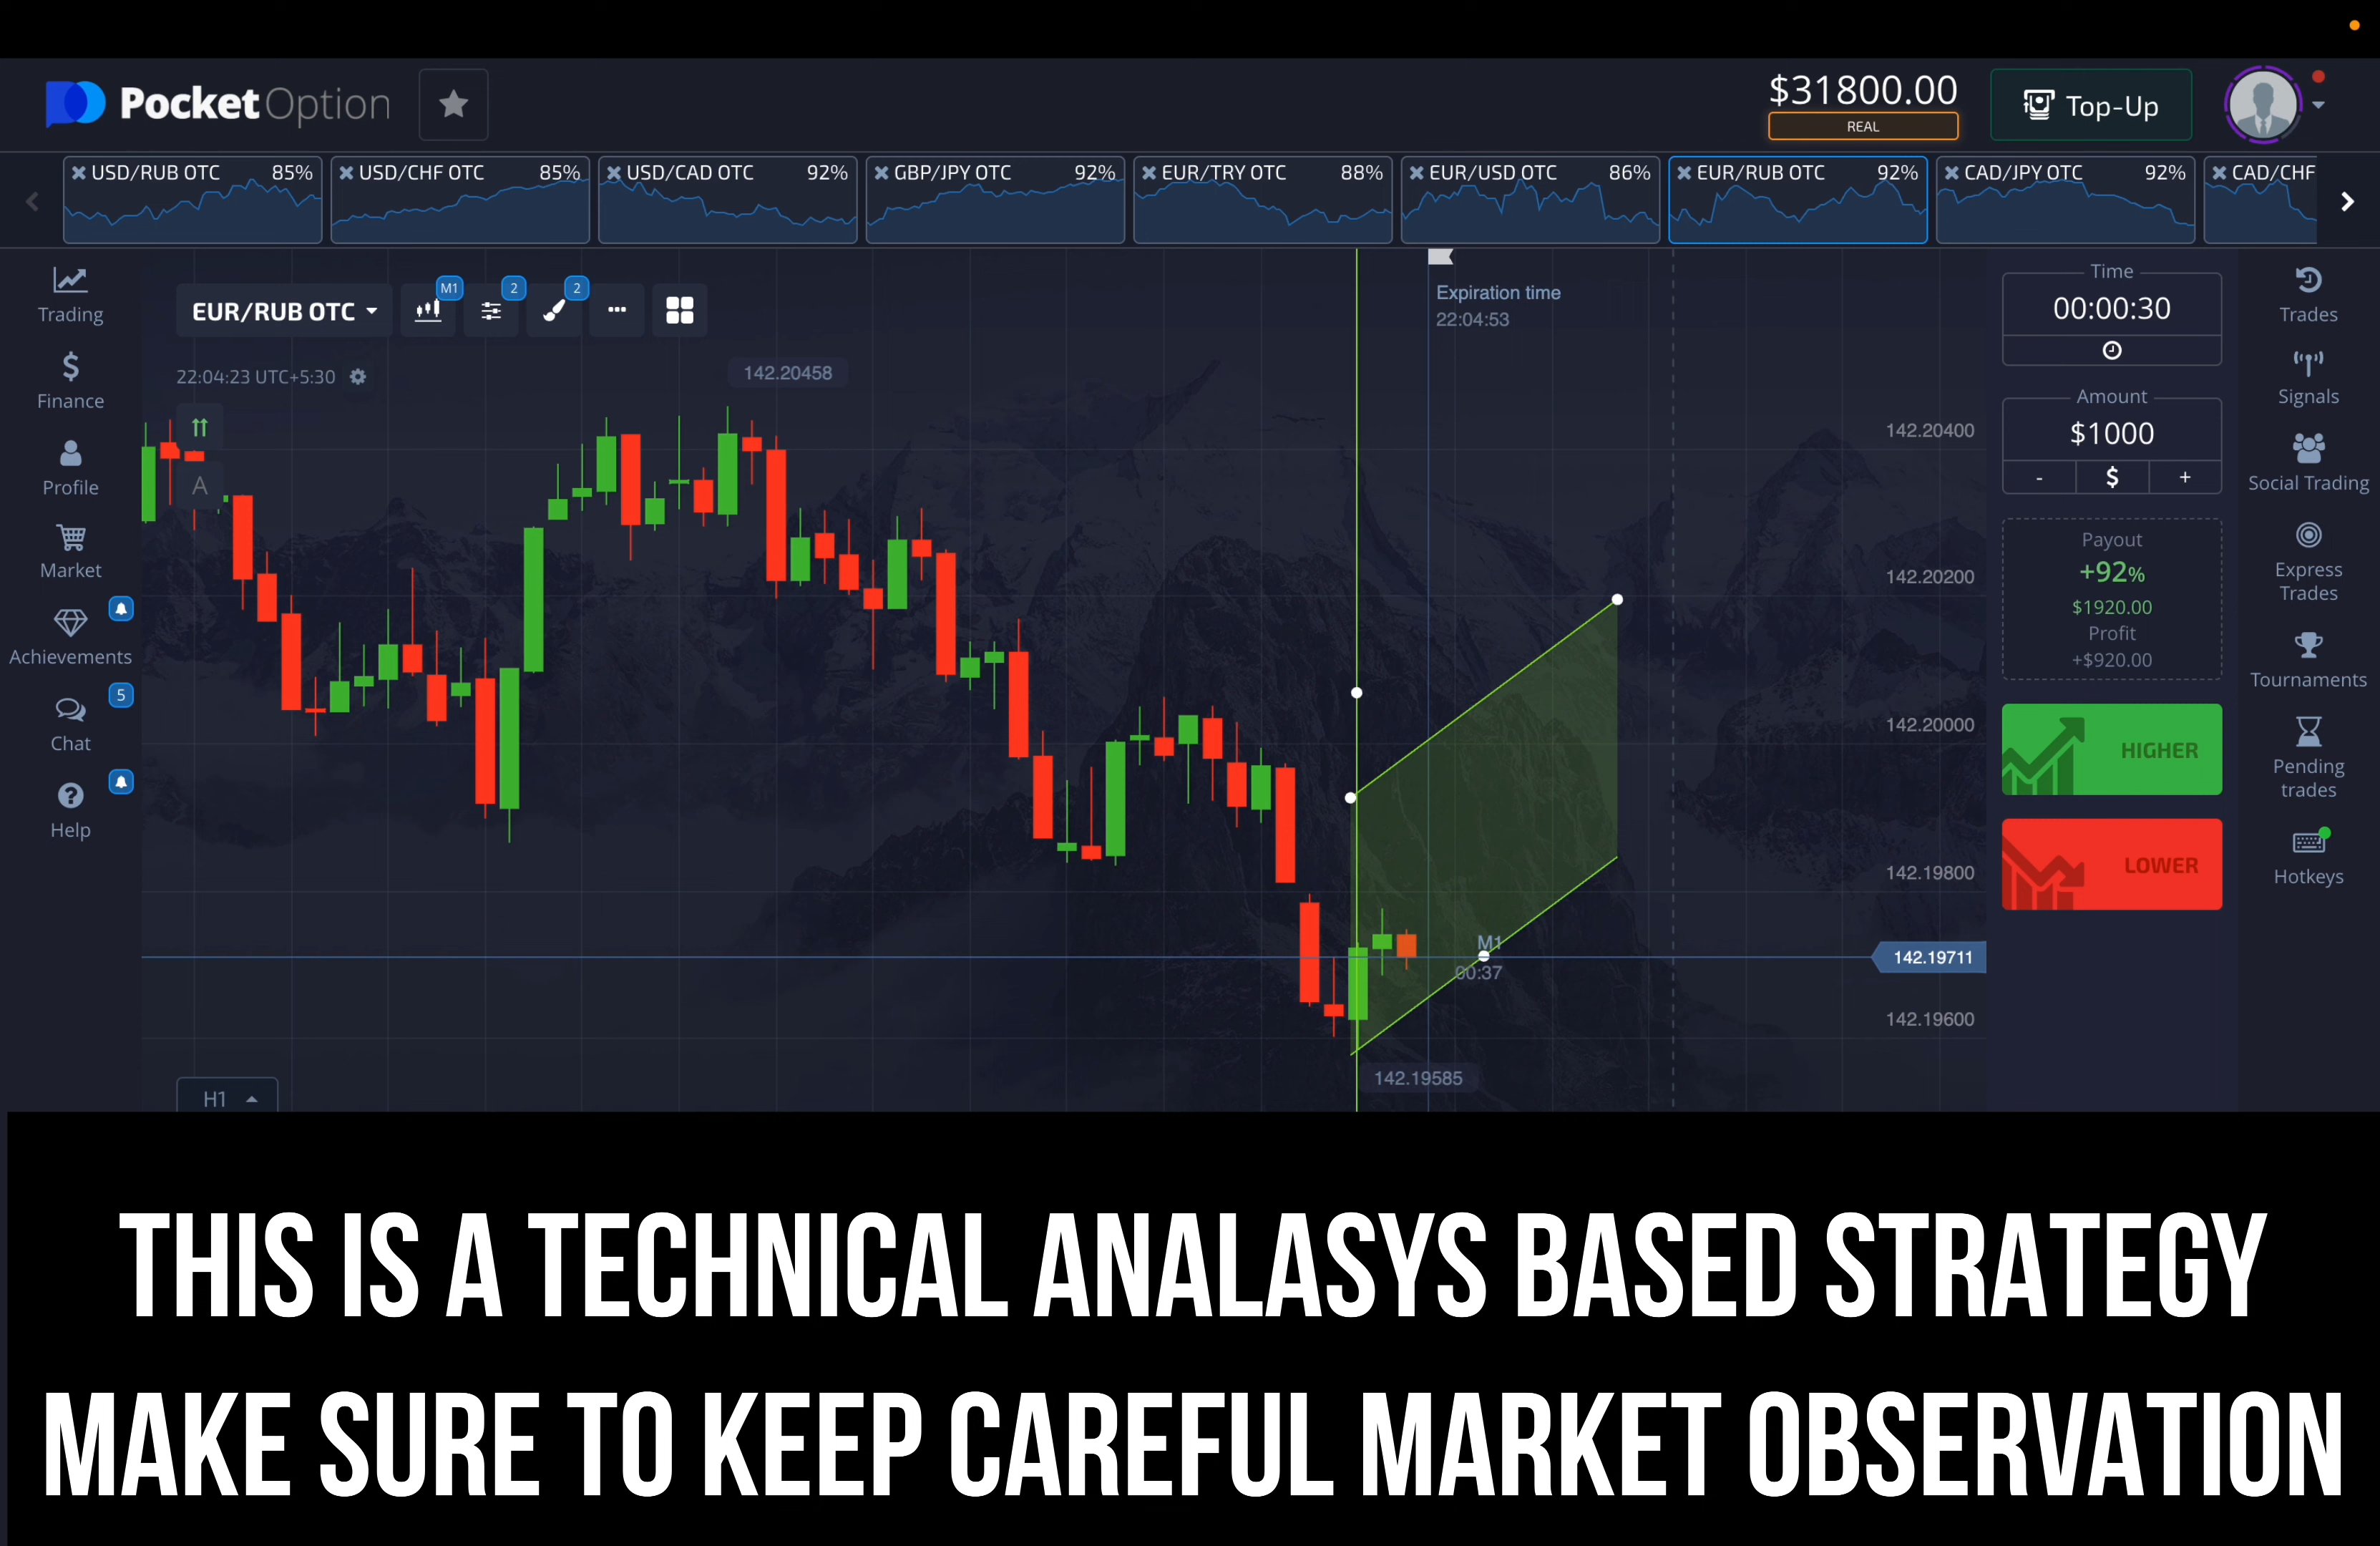 PocketOption
$31800.00
REAL
Top-Up
USD/RUB OTC 85%
USD/CHF OTC 85%
USD/CAD OTC 92%
GBP/JPY OTC 92%
EUR/TRY OTC 88%
EUR/USD OTC 86%
EUR/RUB OTC 92%
CAD/JPY OTC 92%
CAD/CHF
Trading
Finance
Profile
Market
Achievements
5
Chat
Help
EUR/RUB OTC
M1
2
2
22:04:23 UTC+5:30
A
142.20458
Expiration time
22:04:53
142.20400
142.20200
142.20000
142.19800
142.19711
142.19600
M1
00:37
142.19585
H1
Time
00:00:30
Amount
$1000
- $ +
Payout
+92%
$1920.00
Profit
+$920.00
HIGHER
LOWER
Trades
Signals
Social Trading
Express
Trades
Tournaments
Pending
trades
Hotkeys
THIS IS A TECHNICAL ANALASYS BASED STRATEGY
MAKE SURE TO KEEP CAREFUL MARKET OBSERVATION